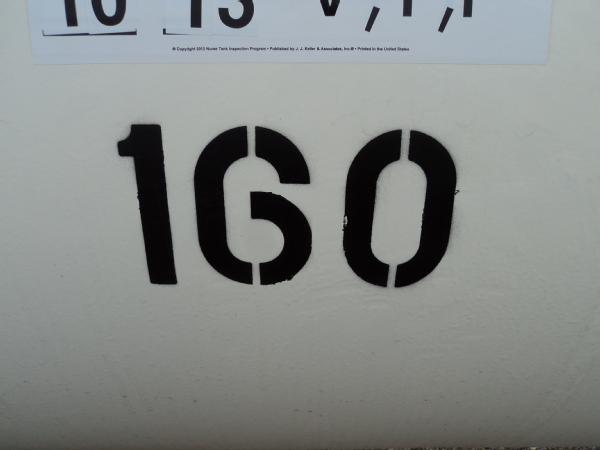 10 13 V, P, I
© Copyright 2013 Nurse Tank Inspection Program • Published by J. J. Keller & Associates, Inc.® • Printed in the United States
160